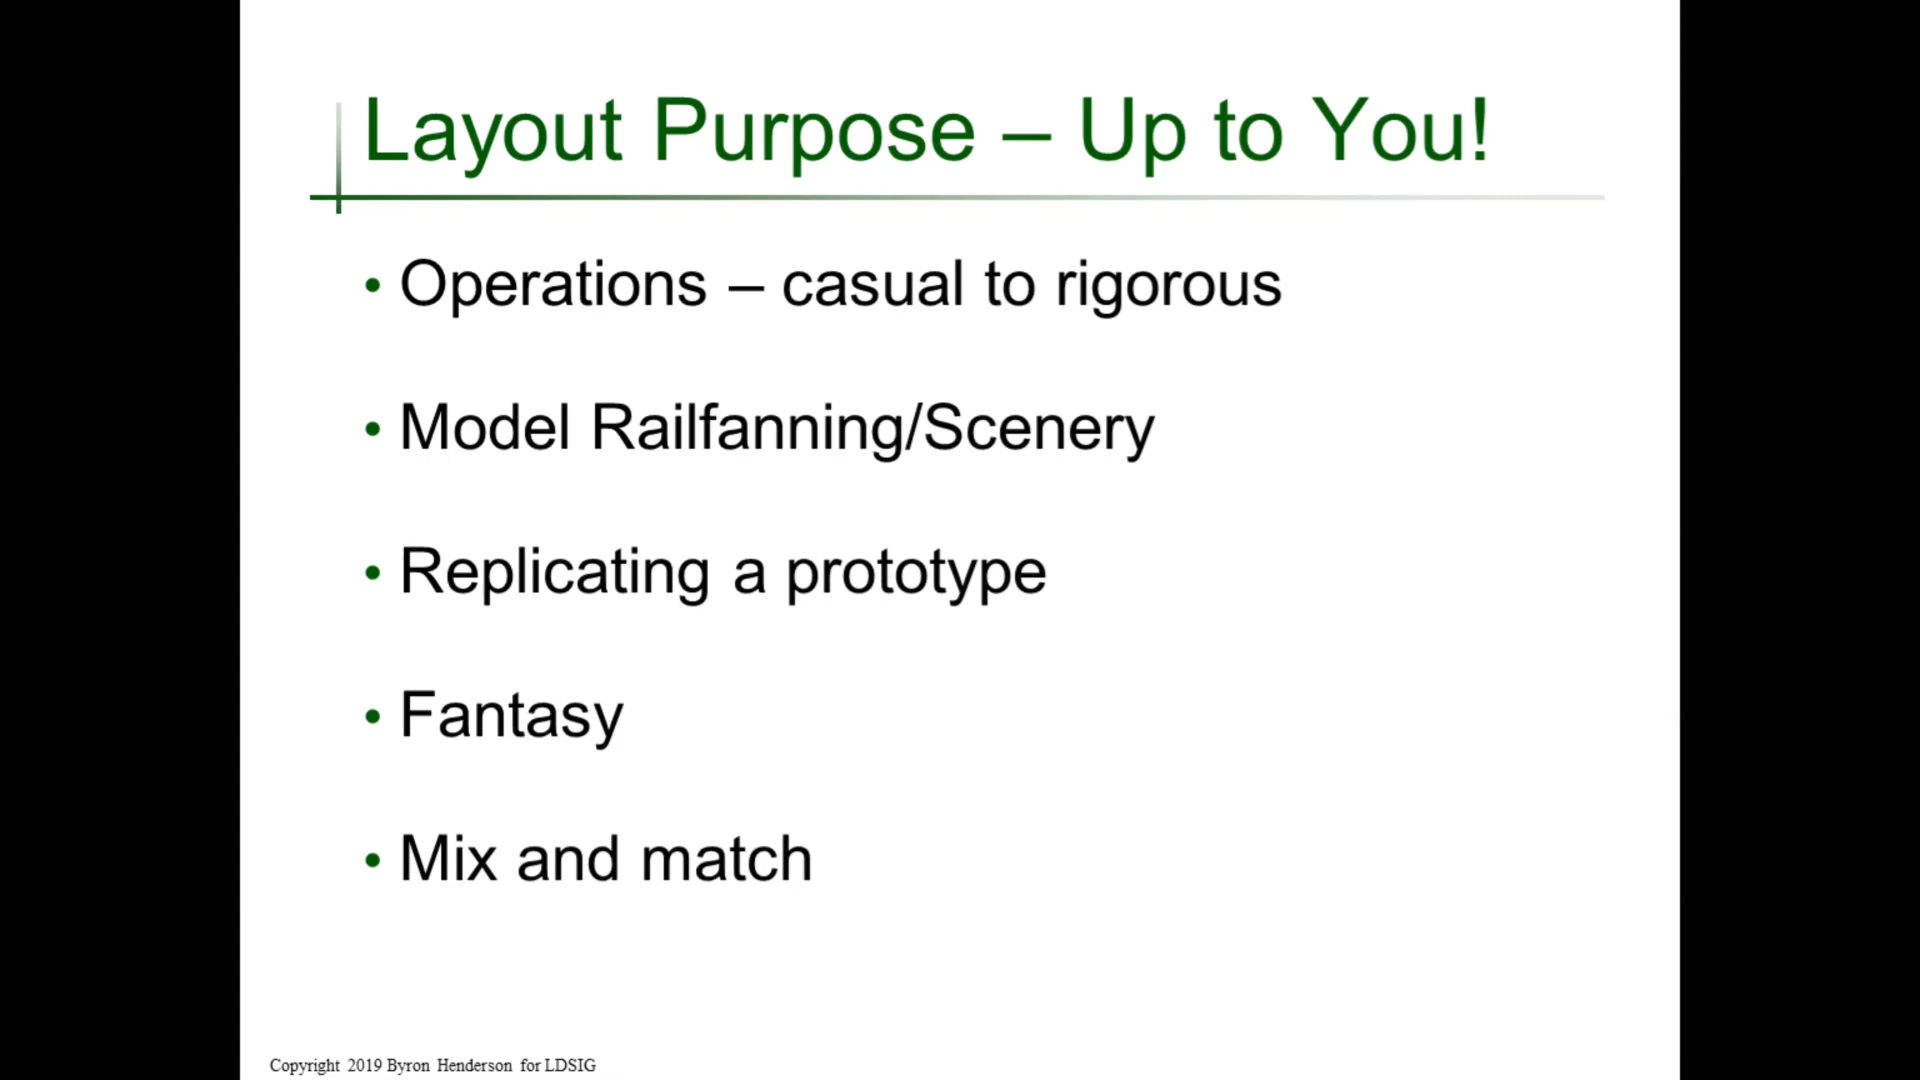 Layout Purpose – Up to You!
• Operations – casual to rigorous
• Model Railfanning/Scenery
• Replicating a prototype
• Fantasy
• Mix and match
Copyright 2019 Byron Henderson for LDSIG